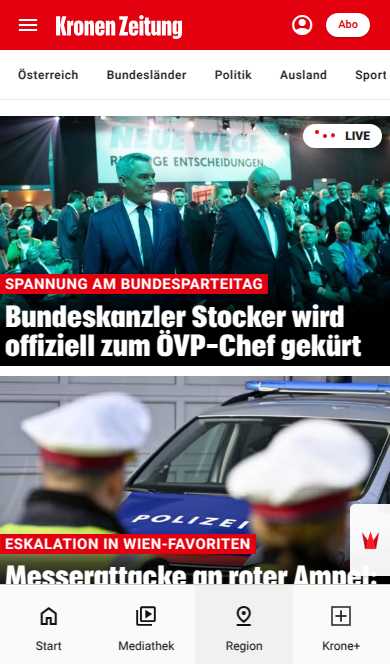 Kronen Zeitung
Abo
Österreich Bundesländer Politik Ausland Sport
NEUE WEGE.
ENTSCHEIDUNGEN.
LIVE
SPANNUNG AM BUNDESPARTEITAG
Bundeskanzler Stocker wird
offiziell zum ÖVP-Chef gekürt
POLIZEI
ESKALATION IN WIEN-FAVORITEN
Messerattacke an roter Ampel:
Start Mediathek Region Krone+